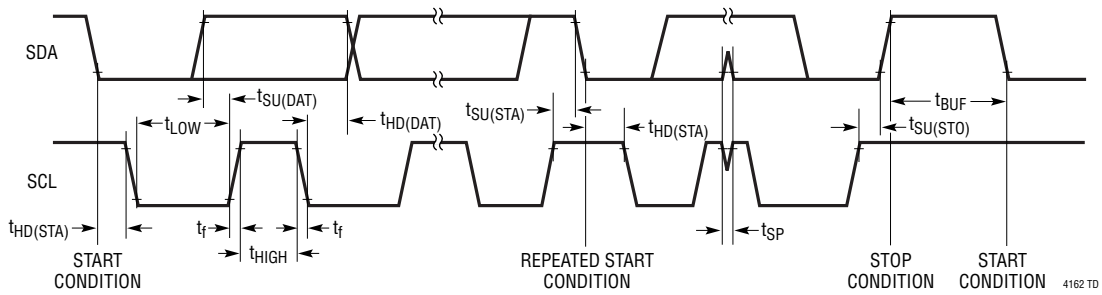 SDA
tSU(DAT)
tLOW
tHD(DAT)
tSU(STA)
tHD(STA)
tBUF
tSU(STO)
SCL
tHD(STA)
tf
tHIGH
tf
tSP
START
CONDITION
REPEATED START
CONDITION
STOP
CONDITION
START
CONDITION
4162 TD